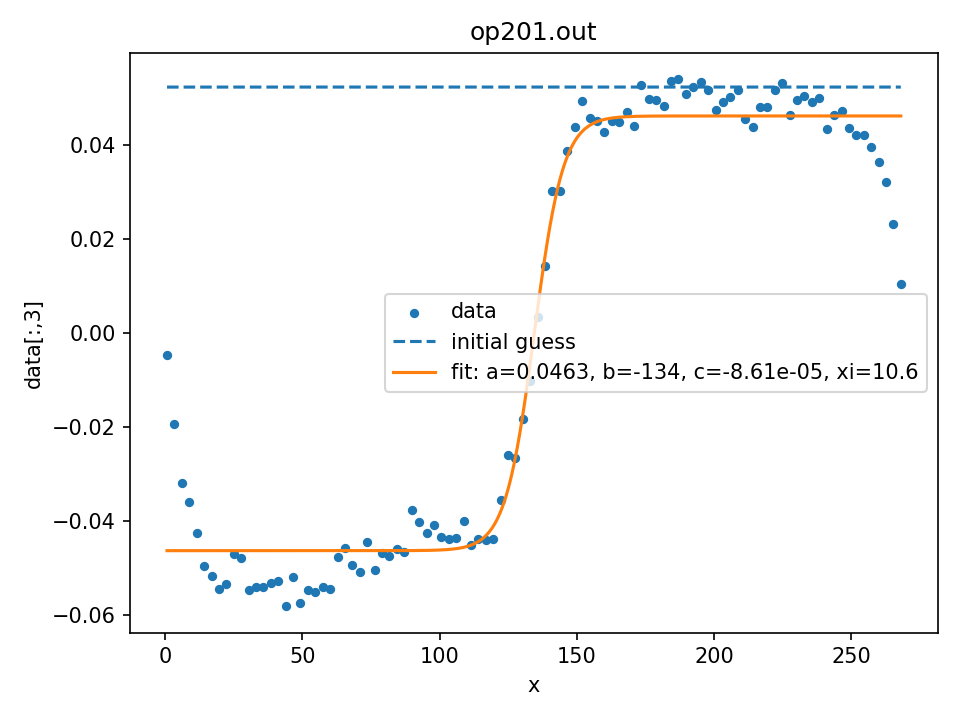 op201.out
0.04
0.02
0.00
−0.02
−0.04
−0.06
data[:,3]
data
initial guess
fit: a=0.0463, b=-134, c=-8.61e-05, xi=10.6
0 50 100 150 200 250
x